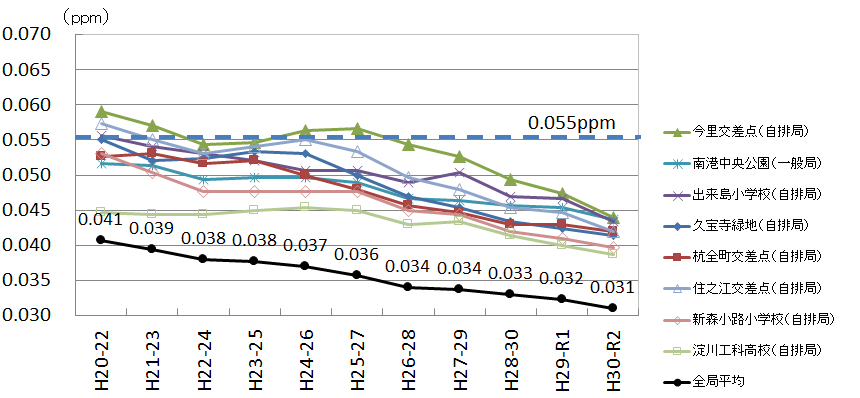 (ppm)
0.070
0.065
0.060
0.055
0.050
0.045
0.040
0.035
0.030
0.055ppm
0.041
0.039
0.038
0.038
0.037
0.036
0.034
0.034
0.033
0.032
0.031
H20-22
H21-23
H22-24
H23-25
H24-26
H25-27
H26-28
H27-29
H28-30
H29-R1
H30-R2
今里交差点(自排局)
南港中央公園(一般局)
出来島小学校(自排局)
久宝寺緑地(自排局)
杭全町交差点(自排局)
住之江交差点(自排局)
新森小路小学校(自排局)
淀川工科高校(自排局)
全局平均